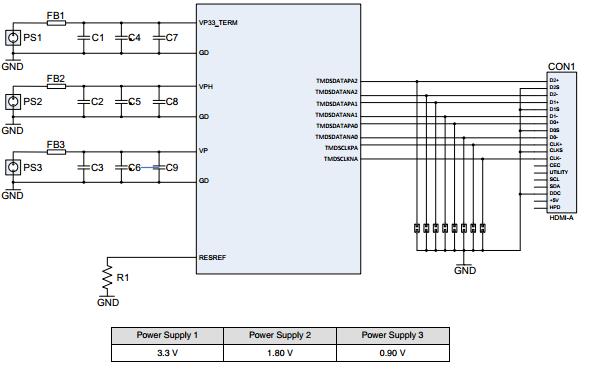 FB1
VP33_TERM
PS1
C1
C4
C7
GD
GND
FB2
VPH
PS2
C2
C5
C8
GD
GND
FB3
VP
PS3
C3
C6
C9
GD
GND
RESREF
R1
GND
TMDSDATAPA2
TMDSDATANA2
TMDSDATAPA1
TMDSDATANA1
TMDSDATAPA0
TMDSDATANA0
TMDSCLKPA
TMDSCLKNA
CON1
D2+
D2S
D2-
D1+
D1S
D1-
D0+
D0S
D0-
CLK+
CLKS
CLK-
CEC
UTILITY
SCL
SDA
DDC
+5V
HPD
HDMI-A
GND
Power Supply 1 Power Supply 2 Power Supply 3
3.3 V 1.80 V 0.90 V